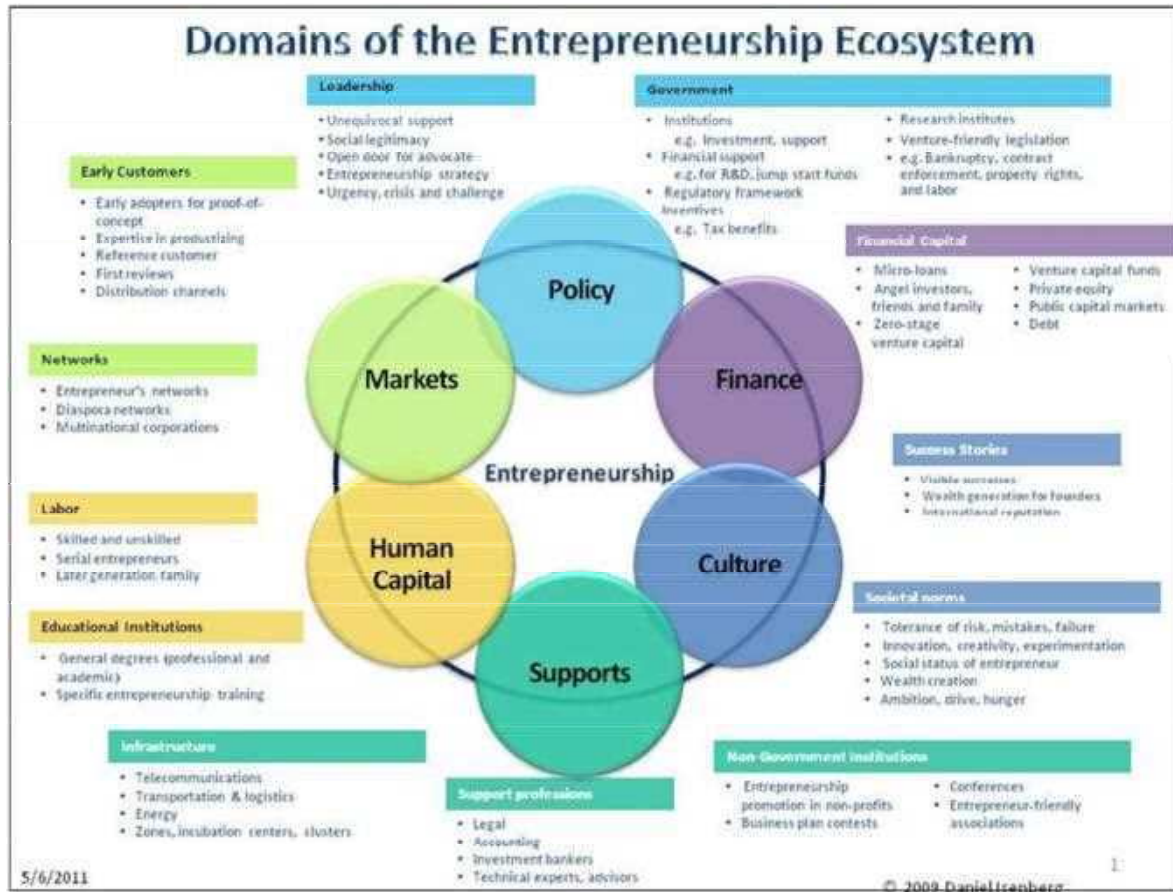 Domains of the Entrepreneurship Ecosystem
Leadership
• Unequivocal support
• Social legitimacy
• Open door for advocate
• Entrepreneurship strategy
• Urgency, crisis and challenge
Government
• Institutions
e.g. Investment, support
• Financial support
e.g. for R&D, jump start funds
• Regulatory framework
Incentives
e.g. Tax benefits
• Research institutes
• Venture-friendly legislation
• e.g. Bankruptcy, contract
enforcement, property rights,
and labor
Early Customers
• Early adopters for proof-of-
concept
• Expertise in productizing
• Reference customer
• First reviews
• Distribution channels
Financial Capital
• Micro-loans
• Angel investors,
friends and family
• Zero-stage
venture capital
• Venture capital funds
• Private equity
• Public capital markets
• Debt
Networks
• Entrepreneur's networks
• Diaspora networks
• Multinational corporations
Policy
Markets
Finance
Entrepreneurship
Human
Capital
Culture
Supports
Success Stories
• Visible successes
• Wealth generation for founders
• International reputation
Labor
• Skilled and unskilled
• Serial entrepreneurs
• Later generation family
Societal norms
• Tolerance of risk, mistakes, failure
• Innovation, creativity, experimentation
• Social status of entrepreneur
• Wealth creation
• Ambition, drive, hunger
Educational Institutions
• General degrees (professional and
academic)
• Specific entrepreneurship training
Infrastructure
• Telecommunications
• Transportation & logistics
• Energy
• Zones, incubation centers, clusters
Support professions
• Legal
• Accounting
• Investment bankers
• Technical experts, advisors
Non-Government Institutions
• Entrepreneurship
promotion in non-profits
• Business plan contests
• Conferences
• Entrepreneur-friendly
associations
5/6/2011
1
© 2009 Daniel Isenberg